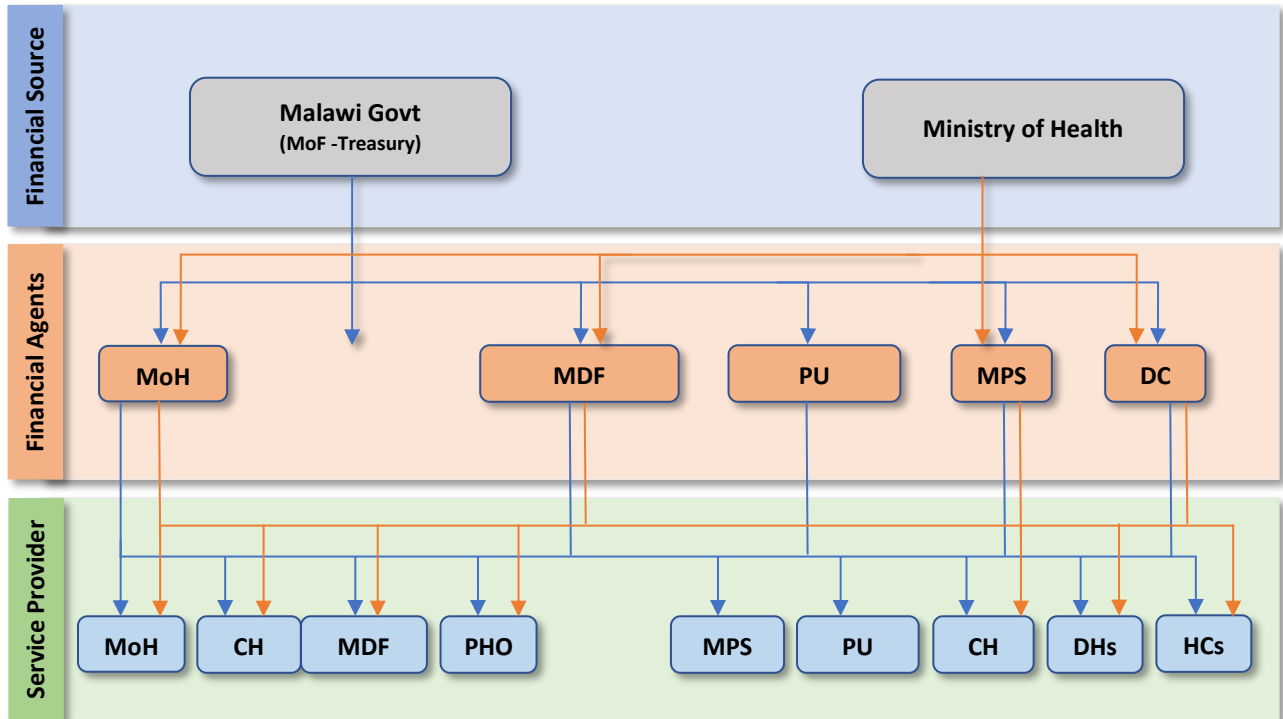 Financial Source
Malawi Govt
(MoF -Treasury)
Ministry of Health
Financial Agents
MoH
MDF
PU
MPS
DC
Service Provider
MoH
CH
MDF
PHO
MPS
PU
CH
DHs
HCs